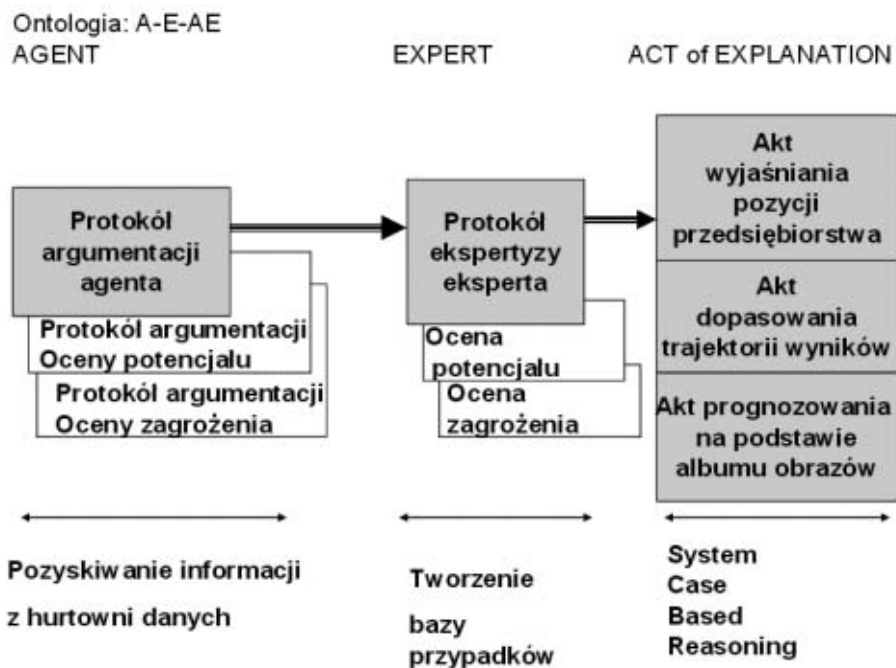 Ontologia: A-E-AE
AGENT
EXPERT
ACT of EXPLANATION
Protokół
argumentacji
agenta
Protokół argumentacji
Oceny potencjalu
Protokół argumentacji
Oceny zagrożenia
Protokół
ekspertyzy
eksperta
Ocena
potencjalu
Ocena
zagrożenia
Akt
wyjaśniania
pozycji
przedsiębiorstwa
Akt
dopasowania
trajektorii wyników
Akt prognozowania
na podstawie
albumu obrazów
Pozyskiwanie informacji
z hurtowni danych
Tworzenie
bazy
przypadków
System
Case
Based
Reasoning